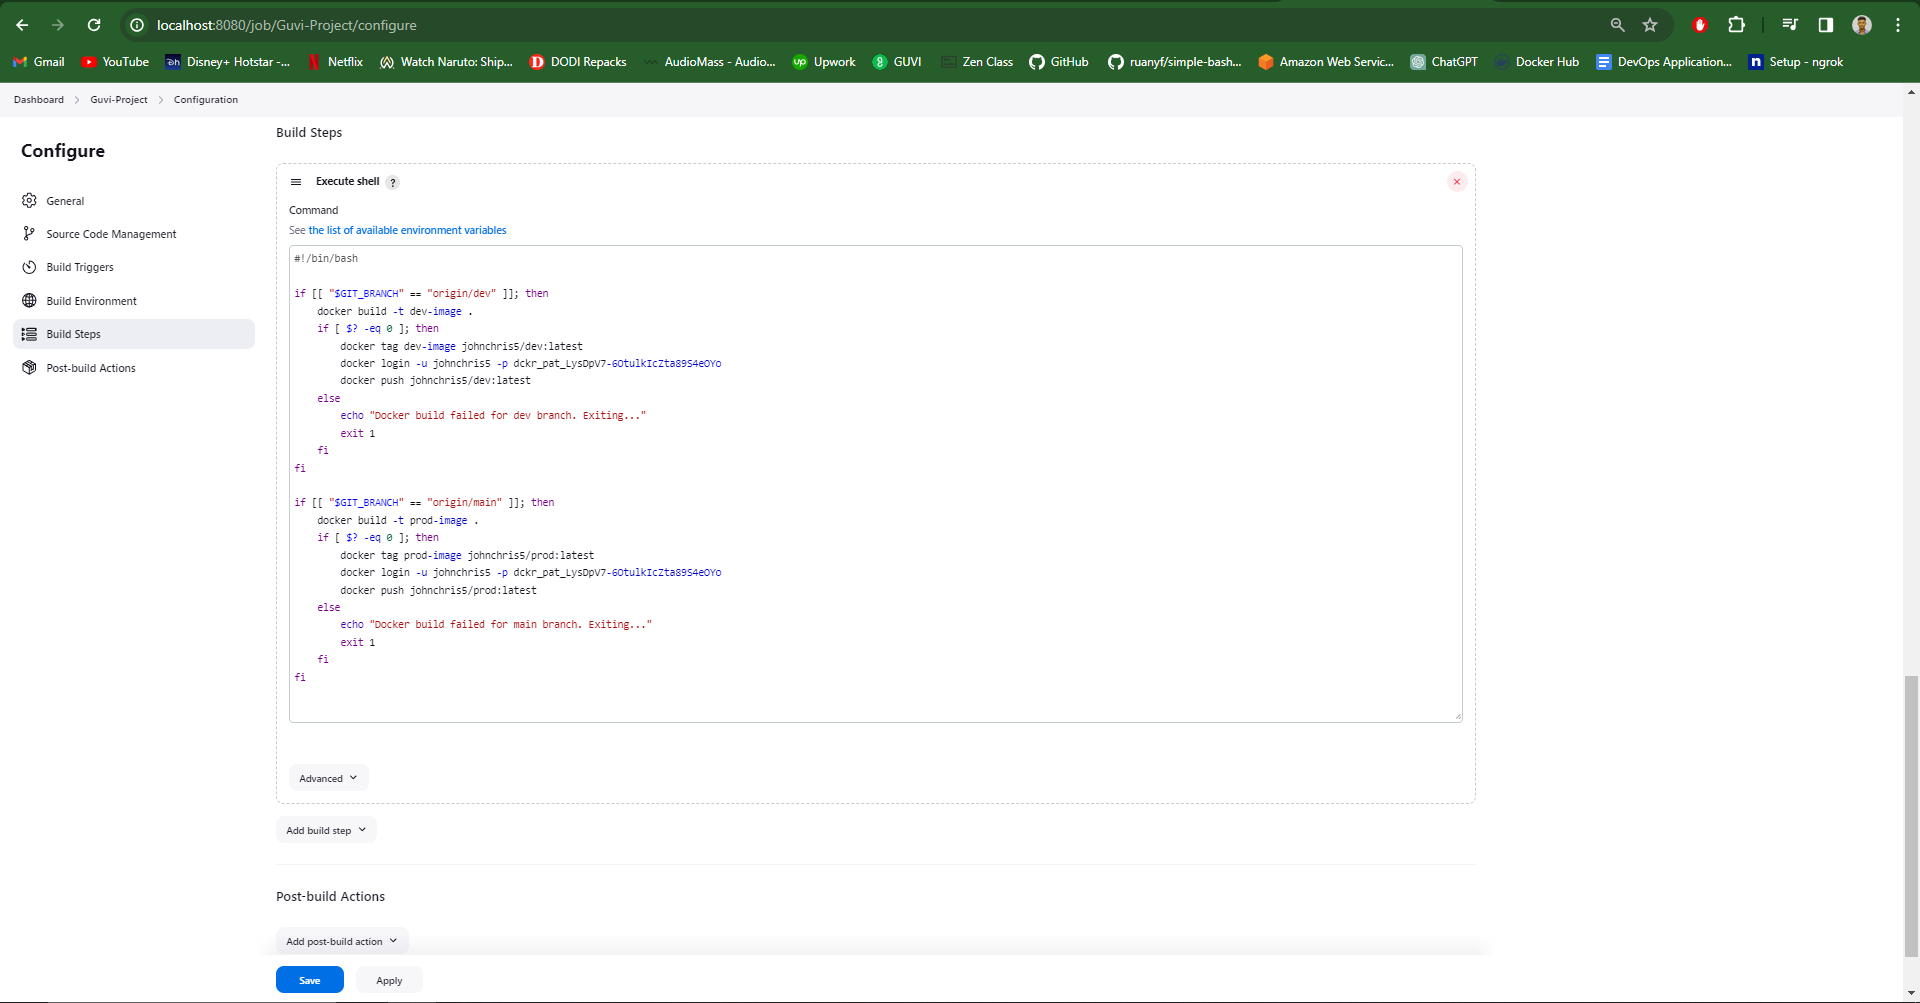 localhost:8080/job/Guvi-Project/configure
Gmail YouTube Disney+ Hotstar -... Netflix Watch Naruto: Ship... DODI Repacks AudioMass - Audio... Upwork GUVI Zen Class GitHub ruanyf/simple-bash... Amazon Web Servic... ChatGPT Docker Hub DevOps Application... Setup - ngrok
Dashboard Guvi-Project Configuration
Configure
General
Source Code Management
Build Triggers
Build Environment
Build Steps
Post-build Actions
Build Steps
Execute shell ?
Command
See the list of available environment variables
#!/bin/bash
if [[ "$GIT_BRANCH" == "origin/dev" ]]; then
docker build -t dev-image .
if [ $? -eq 0 ]; then
docker tag dev-image johnchris5/dev:latest
docker login -u johnchris5 -p dckr_pat_LysDpV7-6OtulkIcZta89S4eOYo
docker push johnchris5/dev:latest
else
echo "Docker build failed for dev branch. Exiting..."
exit 1
fi
fi
if [[ "$GIT_BRANCH" == "origin/main" ]]; then
docker build -t prod-image .
if [ $? -eq 0 ]; then
docker tag prod-image johnchris5/prod:latest
docker login -u johnchris5 -p dckr_pat_LysDpV7-6OtulkIcZta89S4eOYo
docker push johnchris5/prod:latest
else
echo "Docker build failed for main branch. Exiting..."
exit 1
fi
fi
Advanced
Add build step
Post-build Actions
Add post-build action
Save Apply